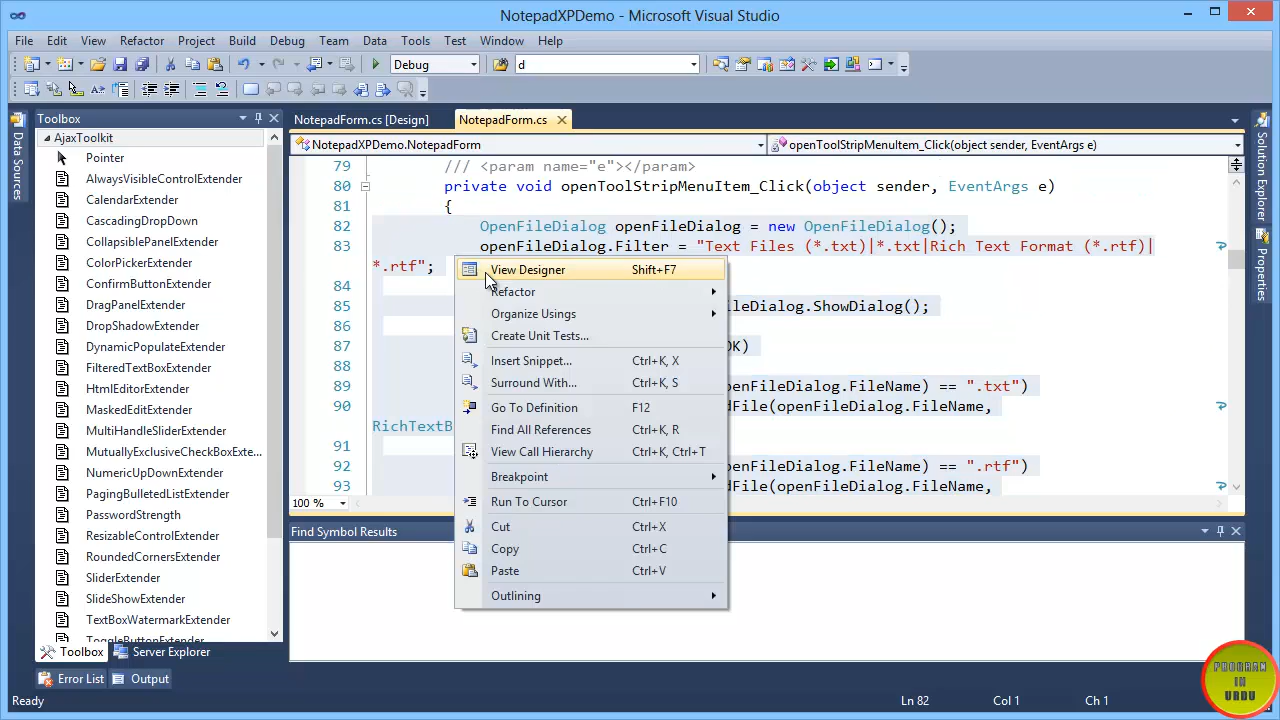 NotepadXPDemo - Microsoft Visual Studio
File Edit View Refactor Project Build Debug Team Data Tools Test Window Help
Debug d
Toolbox
NotepadForm.cs [Design] NotepadForm.cs
Data Sources
AjaxToolkit
Pointer
AlwaysVisibleControlExtender
CalendarExtender
CascadingDropDown
CollapsiblePanelExtender
ColorPickerExtender
ConfirmButtonExtender
DragPanelExtender
DropShadowExtender
DynamicPopulateExtender
FilteredTextBoxExtender
HtmlEditorExtender
MaskedEditExtender
MultiHandleSliderExtender
MutuallyExclusiveCheckBoxExte...
NumericUpDownExtender
PagingBulletedListExtender
PasswordStrength
ResizableControlExtender
RoundedCornersExtender
SliderExtender
SlideShowExtender
TextBoxWatermarkExtender
ToggleButtonExtender
Toolbox Server Explorer
NotepadXPDemo.NotepadForm openToolStripMenuItem_Click(object sender, EventArgs e)
79 /// <param name="e"></param>
80 private void openToolStripMenuItem_Click(object sender, EventArgs e)
81 {
82 OpenFileDialog openFileDialog = new OpenFileDialog();
83 openFileDialog.Filter = "Text Files (*.txt)|*.txt|Rich Text Format (*.rtf)|
*.rtf";
84
85 ileDialog.ShowDialog();
86
87 OK)
88
89 penFileDialog.FileName) == ".txt")
90 dFile(openFileDialog.FileName,
RichTextB
91
92 penFileDialog.FileName) == ".rtf")
93 dFile(openFileDialog.FileName,
View Designer Shift+F7
Refactor
Organize Usings
Create Unit Tests...
Insert Snippet... Ctrl+K, X
Surround With... Ctrl+K, S
Go To Definition F12
Find All References Ctrl+K, R
View Call Hierarchy Ctrl+K, Ctrl+T
Breakpoint
Run To Cursor Ctrl+F10
Cut Ctrl+X
Copy Ctrl+C
Paste Ctrl+V
Outlining
100 %
Find Symbol Results
Solution Explorer
Properties
Error List Output
Ready Ln 82 Col 1 Ch 1
PROGRAM
IN
URDU